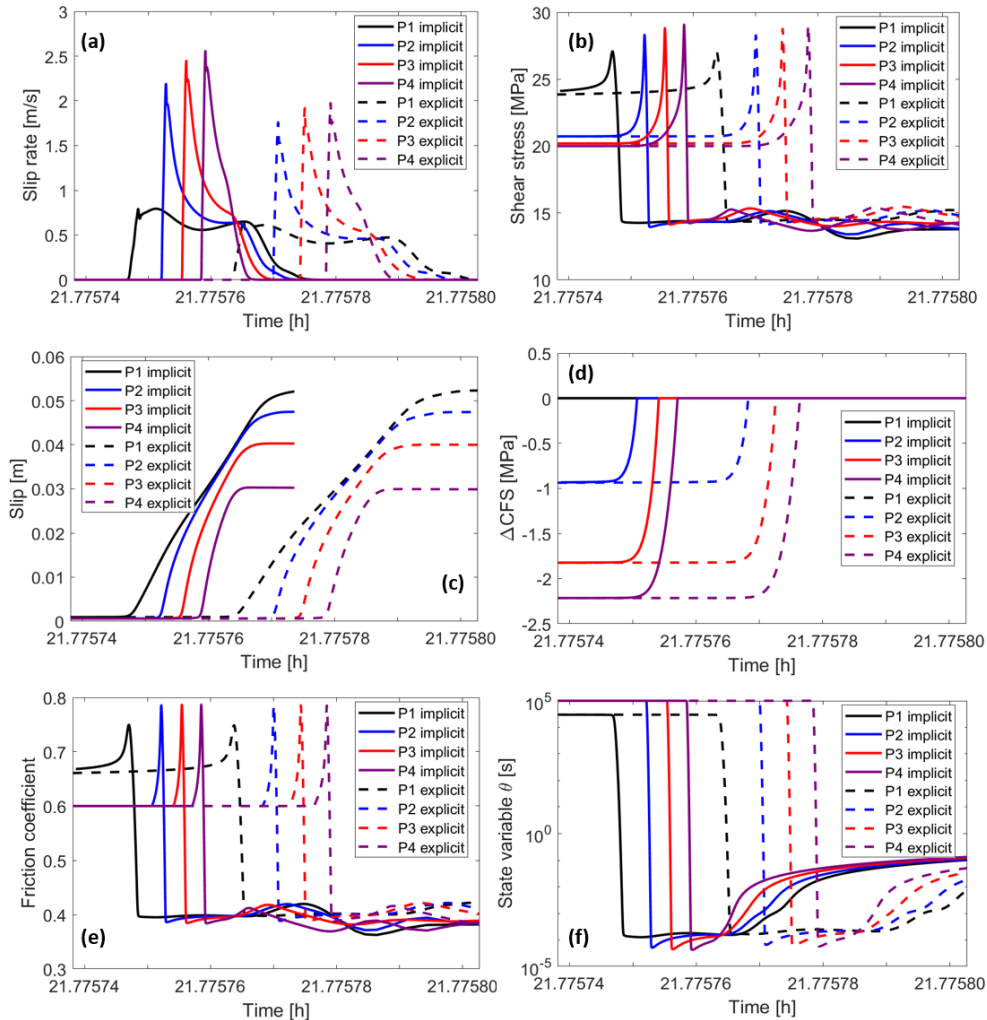 (a)
Slip rate [m/s]
3
2.5
2
1.5
1
0.5
0
P1 implicit
P2 implicit
P3 implicit
P4 implicit
P1 explicit
P2 explicit
P3 explicit
P4 explicit
21.77574 21.77576 21.77578 21.77580
Time [h]
(b)
Shear stress [MPa]
30
25
20
15
10
P1 implicit
P2 implicit
P3 implicit
P4 implicit
P1 explicit
P2 explicit
P3 explicit
P4 explicit
21.77574 21.77576 21.77578 21.77580
Time [h]
Slip [m]
0.06
0.05
0.04
0.03
0.02
0.01
0
P1 implicit
P2 implicit
P3 implicit
P4 implicit
P1 explicit
P2 explicit
P3 explicit
P4 explicit
(c)
21.77574 21.77576 21.77578 21.77580
Time [h]
(d)
ΔCFS [MPa]
0.5
0
-0.5
-1
-1.5
-2
-2.5
P1 implicit
P2 implicit
P3 implicit
P4 implicit
P1 explicit
P2 explicit
P3 explicit
P4 explicit
21.77574 21.77576 21.77578 21.77580
Time [h]
Friction coefficient
0.8
0.7
0.6
0.5
0.4
0.3
P1 implicit
P2 implicit
P3 implicit
P4 implicit
P1 explicit
P2 explicit
P3 explicit
P4 explicit
(e)
21.77574 21.77576 21.77578 21.77580
Time [h]
State variable θ [s]
10⁵
10⁰
10⁻⁵
P1 implicit
P2 implicit
P3 implicit
P4 implicit
P1 explicit
P2 explicit
P3 explicit
P4 explicit
(f)
21.77574 21.77576 21.77578 21.77580
Time [h]